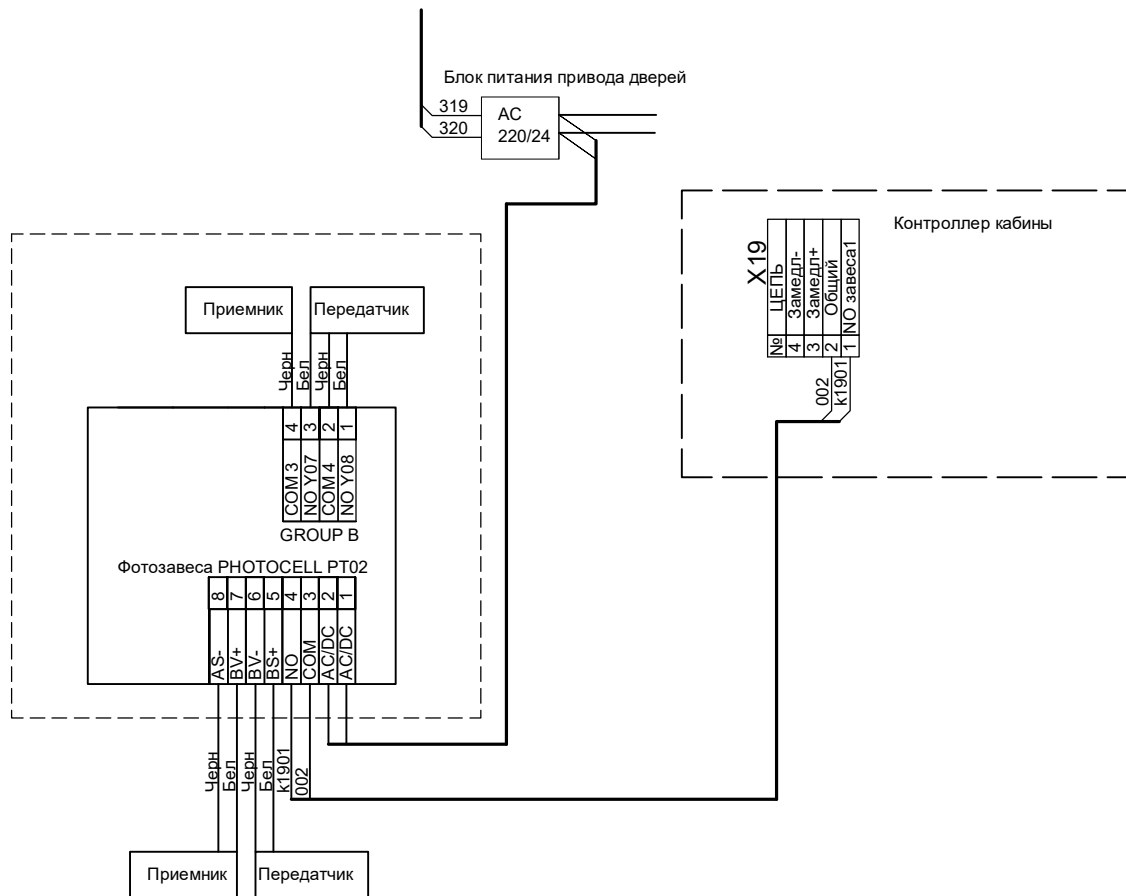 Блок питания привода дверей
319
320
AC
220/24
Контроллер кабины
X19
№ ЦЕПЬ
4 Замедл-
3 Замедл+
2 Общий
1 NO завеса1
002
k1901
Приемник
Передатчик
Черн
Бел
Черн
Бел
4 3 2 1
COM 3
NO Y07
COM 4
NO Y08
GROUP B
Фотозавеса PHOTOCELL PT02
8 7 6 5 4 3 2 1
AS-
BV+
BV-
BS+
NO
COM
AC/DC
AC/DC
Черн
Бел
Черн
Бел
k1901
002
Приемник
Передатчик